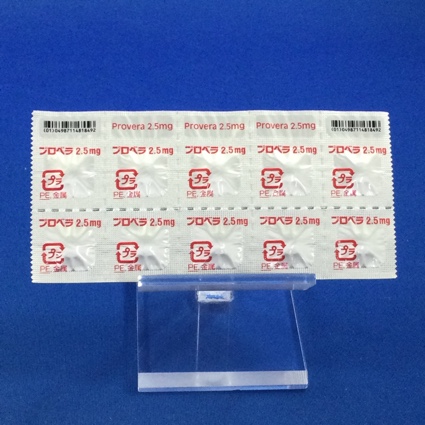 Provera 2.5mg Provera 2.5mg Provera 2.5mg
(01)04987114818492 (01)04987114818492
プロベラ 2.5mg プロベラ 2.5mg プロベラ 2.5mg プロベラ 2.5mg プロベラ 2.5mg
プラ プラ プラ プラ プラ
PE, 金属 PE, 金属 PE, 金属 PE, 金属 PE, 金属
プロベラ 2.5mg プロベラ 2.5mg プロベラ 2.5mg プロベラ 2.5mg プロベラ 2.5mg
プラ プラ プラ プラ プラ
PE, 金属 PE, 金属 PE, 金属 PE, 金属 PE, 金属